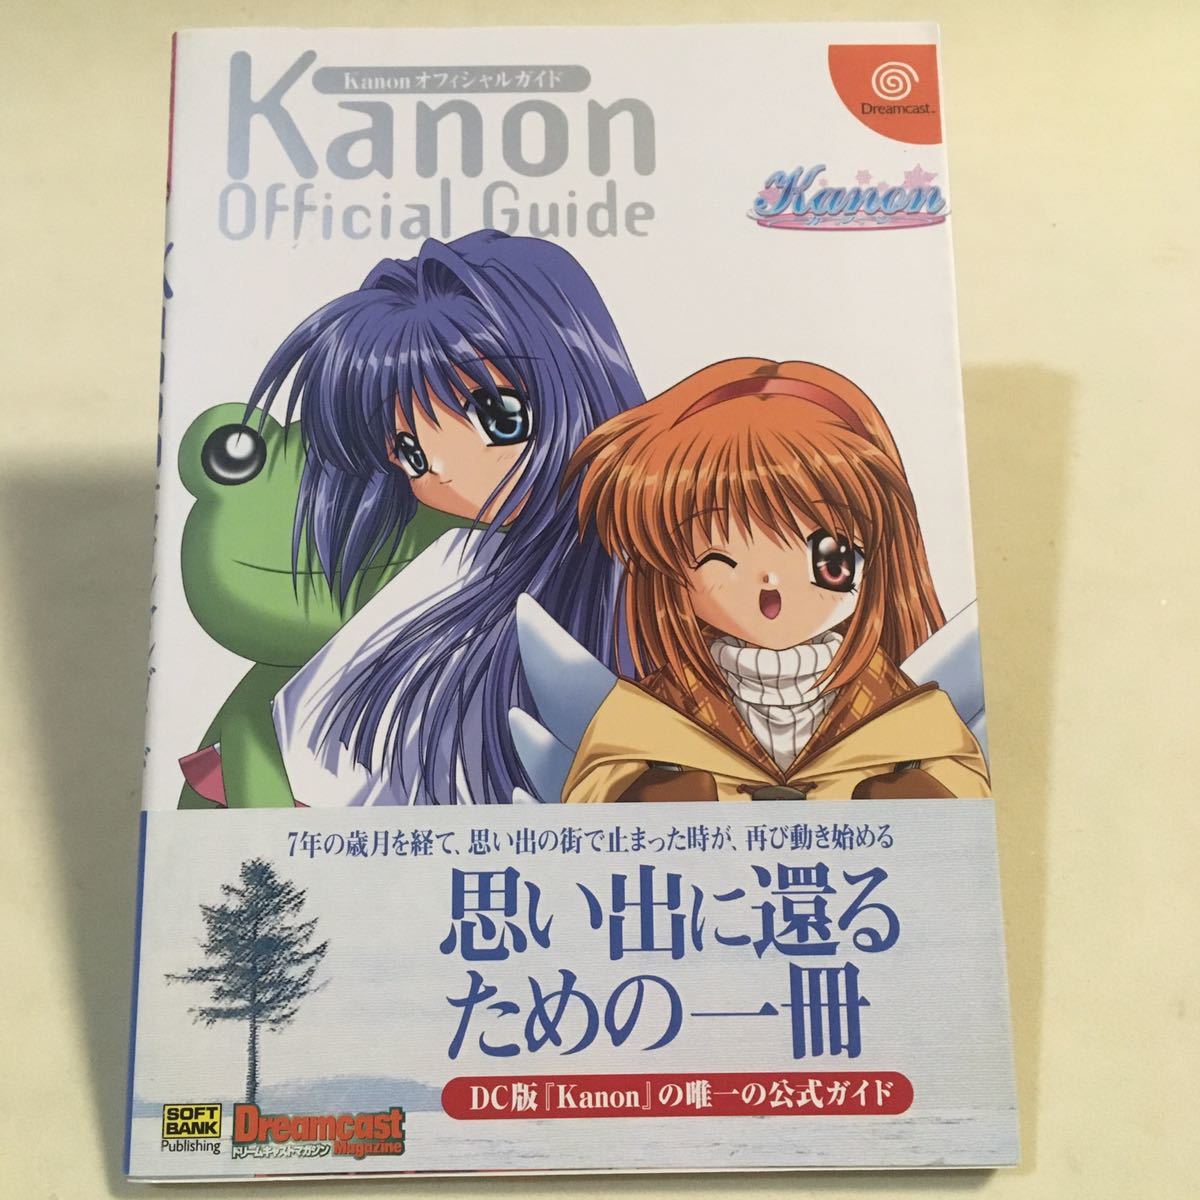 Kanonオフィシャルガイド
Kanon
Official Guide
Dreamcast™
Kanon
カノン
7年の歳月を経て、思い出の街で止まった時が、再び動き始める
思い出に還る
ための一冊
DC版『Kanon』の唯一の公式ガイド
SOFT
BANK
Publishing
Dreamcast
Magazine
ドリームキャストマガジン